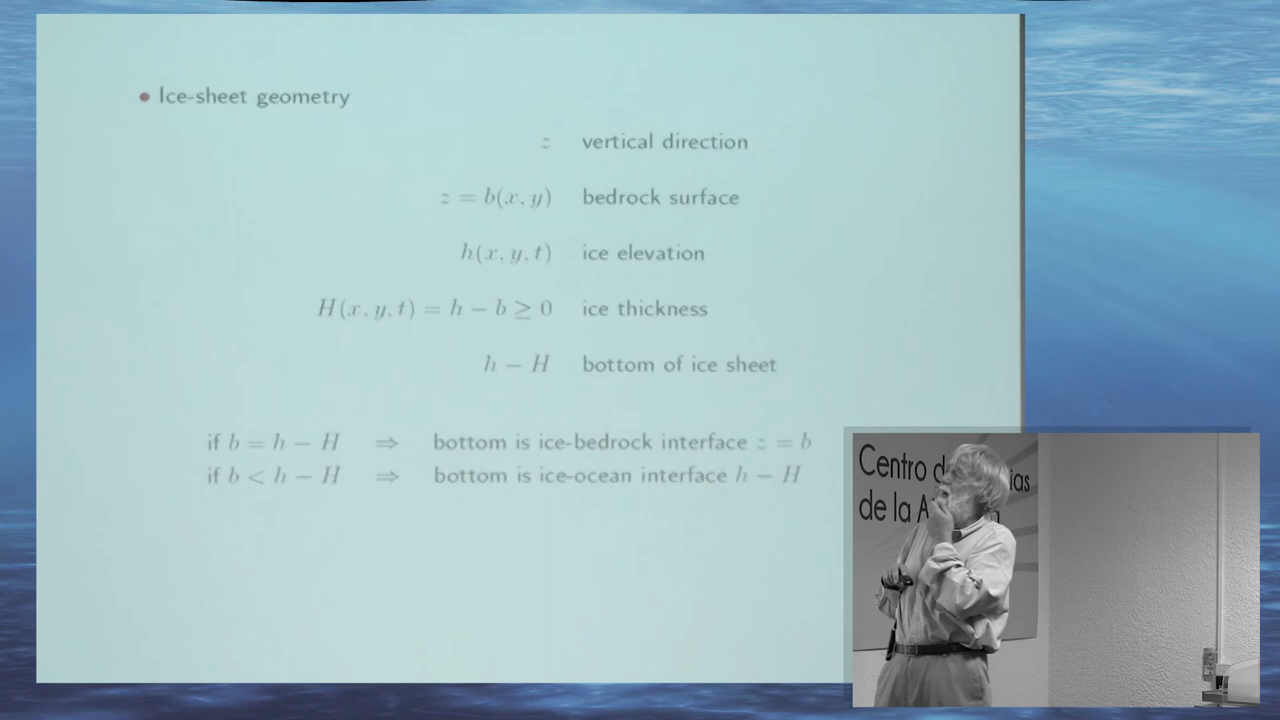 • Ice-sheet geometry
z vertical direction
z = b(x, y) bedrock surface
h(x, y, t) ice elevation
H(x, y, t) = h − b ≥ 0 ice thickness
h − H bottom of ice sheet
if b = h − H ⇒ bottom is ice-bedrock interface z = b
if b < h − H ⇒ bottom is ice-ocean interface h − H
Centro d ias
de la A a